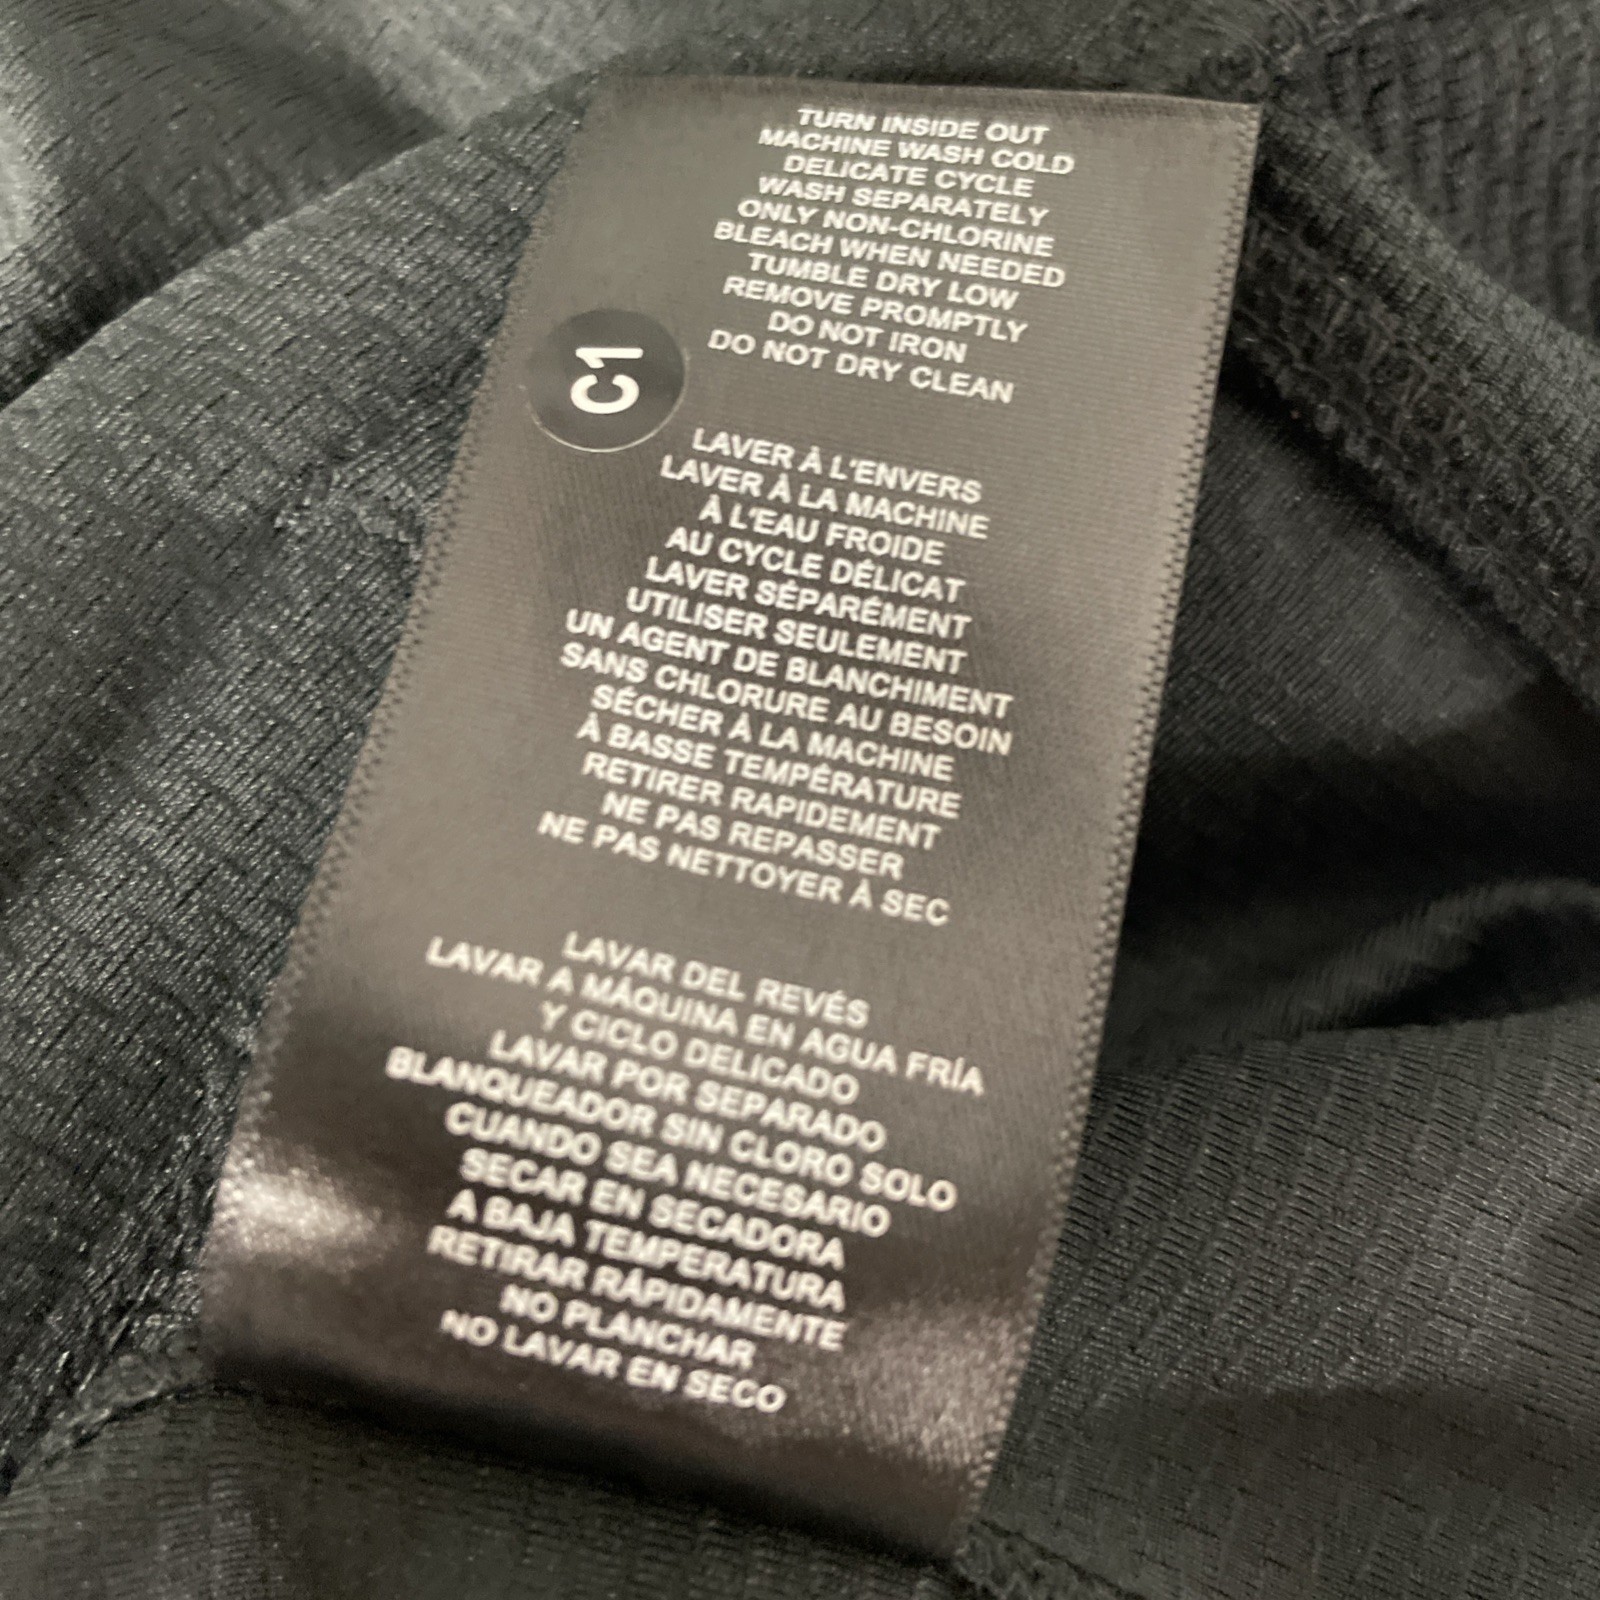 TURN INSIDE OUT
MACHINE WASH COLD
DELICATE CYCLE
WASH SEPARATELY
ONLY NON-CHLORINE
BLEACH WHEN NEEDED
TUMBLE DRY LOW
REMOVE PROMPTLY
DO NOT IRON
DO NOT DRY CLEAN
C1
LAVER À L'ENVERS
LAVER À LA MACHINE
À L'EAU FROIDE
AU CYCLE DÉLICAT
LAVER SÉPARÉMENT
UTILISER SEULEMENT
UN AGENT DE BLANCHIMENT
SANS CHLORURE AU BESOIN
SÉCHER À LA MACHINE
À BASSE TEMPÉRATURE
RETIRER RAPIDEMENT
NE PAS REPASSER
NE PAS NETTOYER À SEC
LAVAR DEL REVÉS
LAVAR A MÁQUINA EN AGUA FRÍA
Y CICLO DELICADO
LAVAR POR SEPARADO
BLANQUEADOR SIN CLORO SOLO
CUANDO SEA NECESARIO
SECAR EN SECADORA
A BAJA TEMPERATURA
RETIRAR RÁPIDAMENTE
NO PLANCHAR
NO LAVAR EN SECO